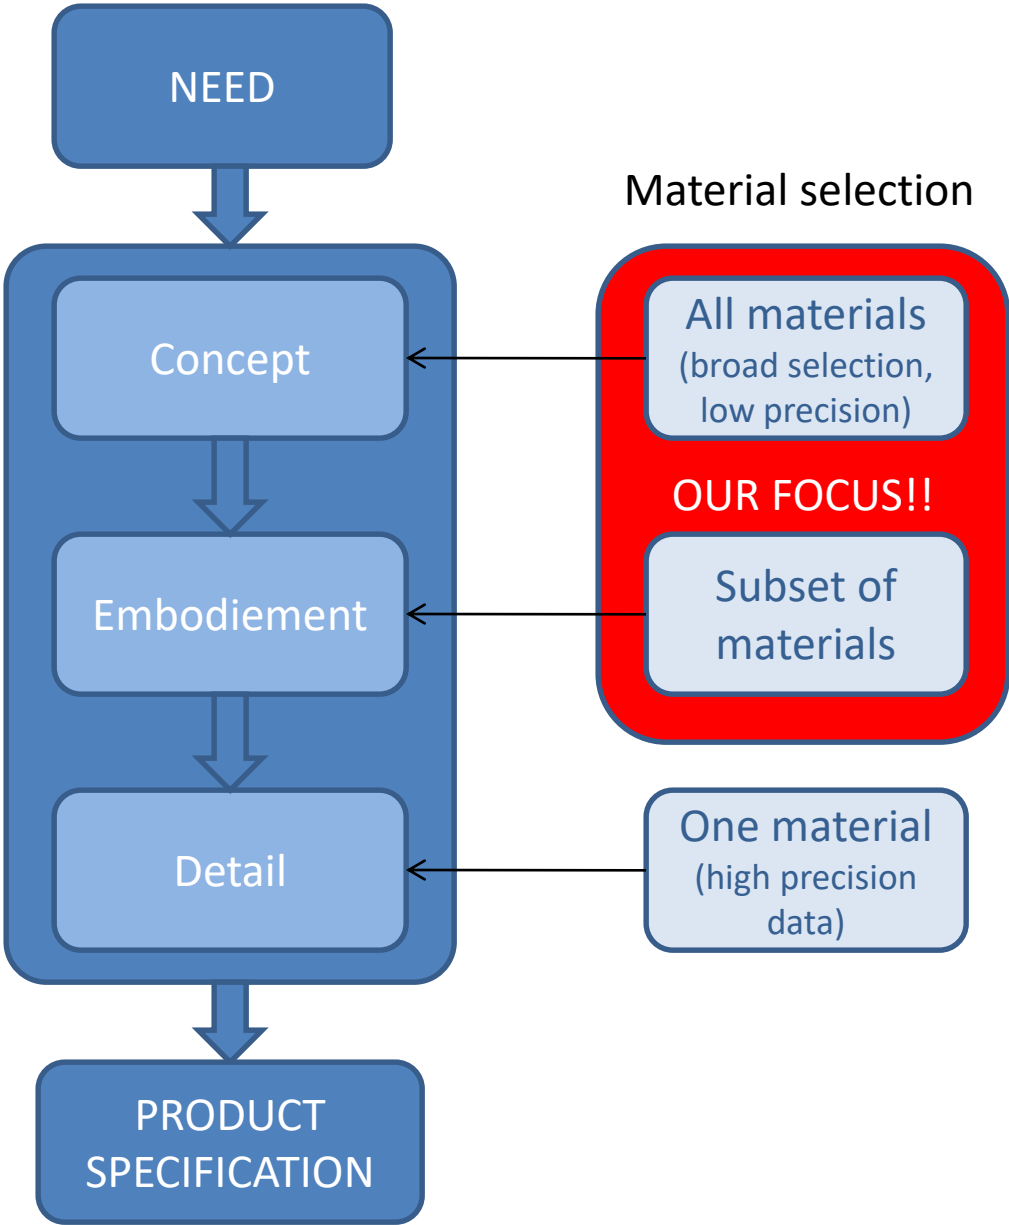 NEED
Material selection
Concept
All materials
(broad selection,
low precision)
OUR FOCUS!!
Embodiement
Subset of
materials
Detail
One material
(high precision
data)
PRODUCT
SPECIFICATION